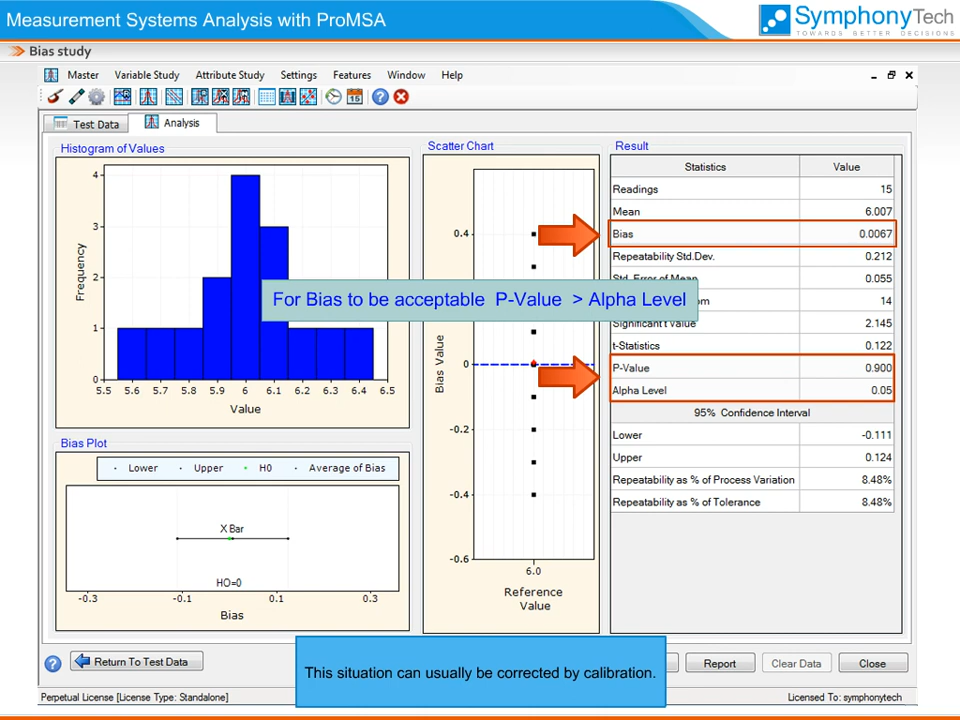 Measurement Systems Analysis with ProMSA
SymphonyTech
TOWARDS BETTER DECISIONS
Bias study
Master Variable Study Attribute Study Settings Features Window Help
15
Test Data Analysis
Histogram of Values
4
3
2
1
0
Frequency
5.5 5.6 5.7 5.8 5.9 6 6.1 6.2 6.3 6.4 6.5
Value
Bias Plot
Lower Upper H0 Average of Bias
X Bar
HO=0
-0.3 -0.1 0.1 0.3
Bias
Scatter Chart
0.4
0
-0.2
-0.4
-0.6
Bias Value
6.0
Reference
Value
For Bias to be acceptable P-Value > Alpha Level
Result
Statistics Value
Readings 15
Mean 6.007
Bias 0.0067
Repeatability Std.Dev. 0.212
Std. Error of Mean 0.055
14
Significant t Value 2.145
t-Statistics 0.122
P-Value 0.900
Alpha Level 0.05
95% Confidence Interval
Lower -0.111
Upper 0.124
Repeatability as % of Process Variation 8.48%
Repeatability as % of Tolerance 8.48%
Return To Test Data
This situation can usually be corrected by calibration.
Report Clear Data Close
Perpetual License [License Type: Standalone] Licensed To: symphonytech